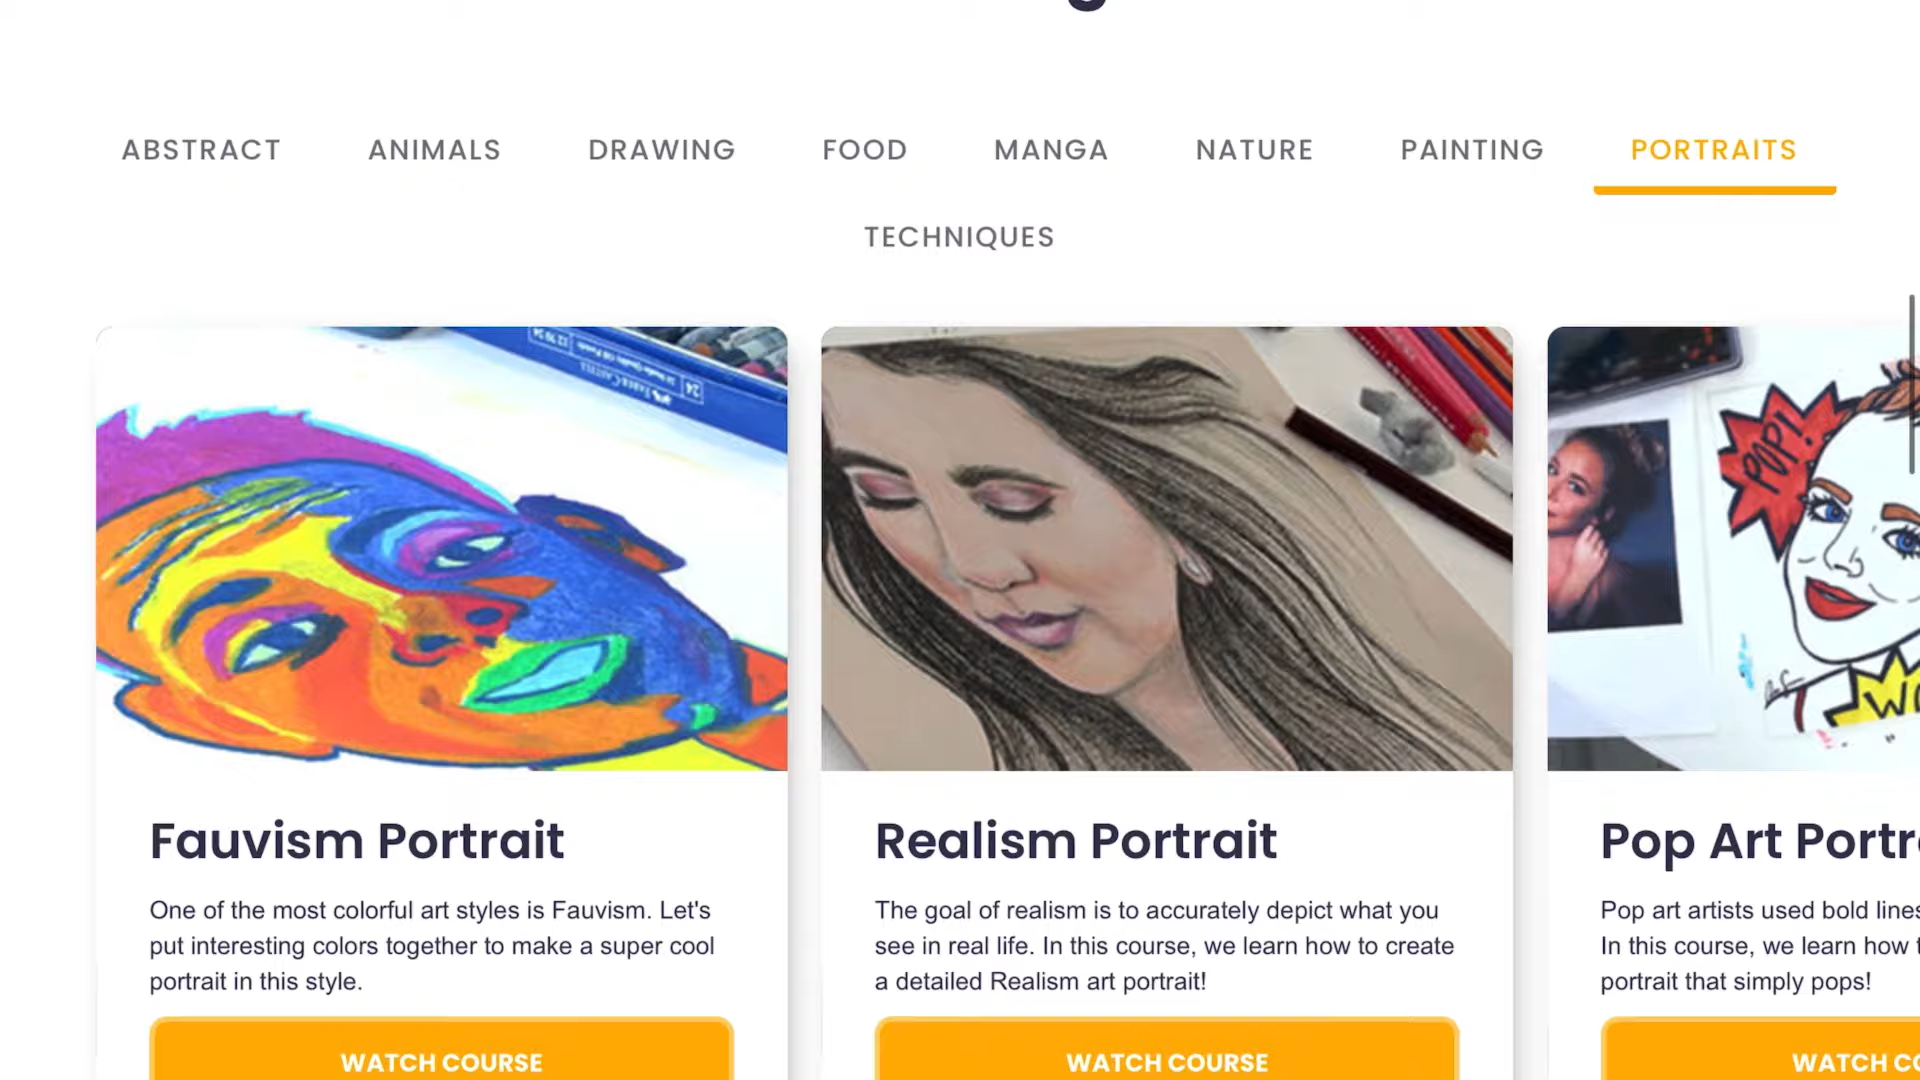 ABSTRACT ANIMALS DRAWING FOOD MANGA NATURE PAINTING PORTRAITS
TECHNIQUES
24
POP!
Fauvism Portrait
One of the most colorful art styles is Fauvism. Let's
put interesting colors together to make a super cool
portrait in this style.
WATCH COURSE
Realism Portrait
The goal of realism is to accurately depict what you
see in real life. In this course, we learn how to create
a detailed Realism art portrait!
WATCH COURSE
Pop Art Portr
Pop art artists used bold lines
In this course, we learn how t
portrait that simply pops!
WATCH CO